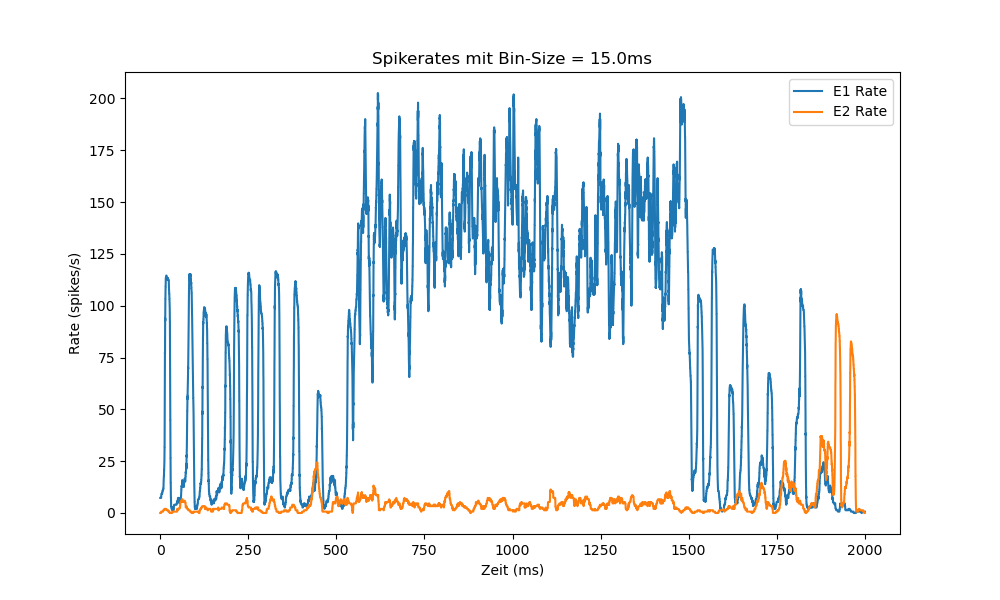 Spikerates mit Bin-Size = 15.0ms
E1 Rate
E2 Rate
Rate (spikes/s)
200
175
150
125
100
75
50
25
0
0 250 500 750 1000 1250 1500 1750 2000
Zeit (ms)